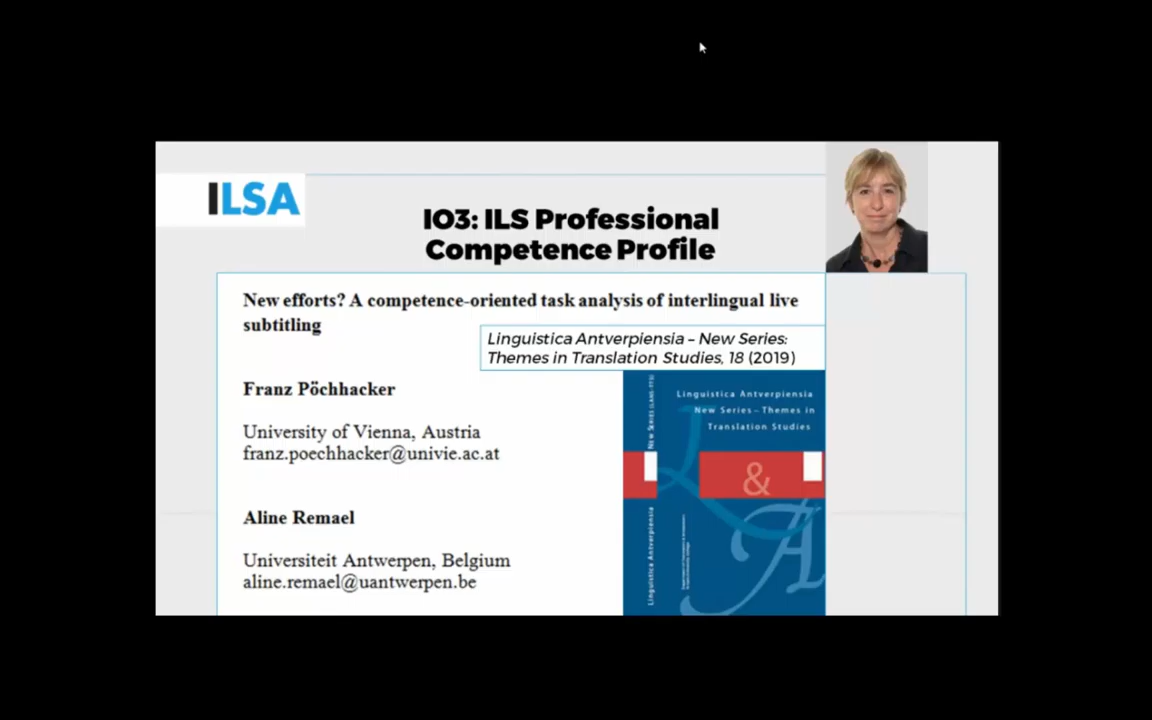 ILSA
IO3: ILS Professional
Competence Profile
New efforts? A competence-oriented task analysis of interlingual live
subtitling
Linguistica Antverpiensia – New Series:
Themes in Translation Studies, 18 (2019)
Franz Pöchhacker
University of Vienna, Austria
franz.poechhacker@univie.ac.at
Aline Remael
Universiteit Antwerpen, Belgium
aline.remael@uantwerpen.be
Linguistica Antverpiensia
New Series – Themes in
Translation Studies
&
A
Linguistica Antverpiensia